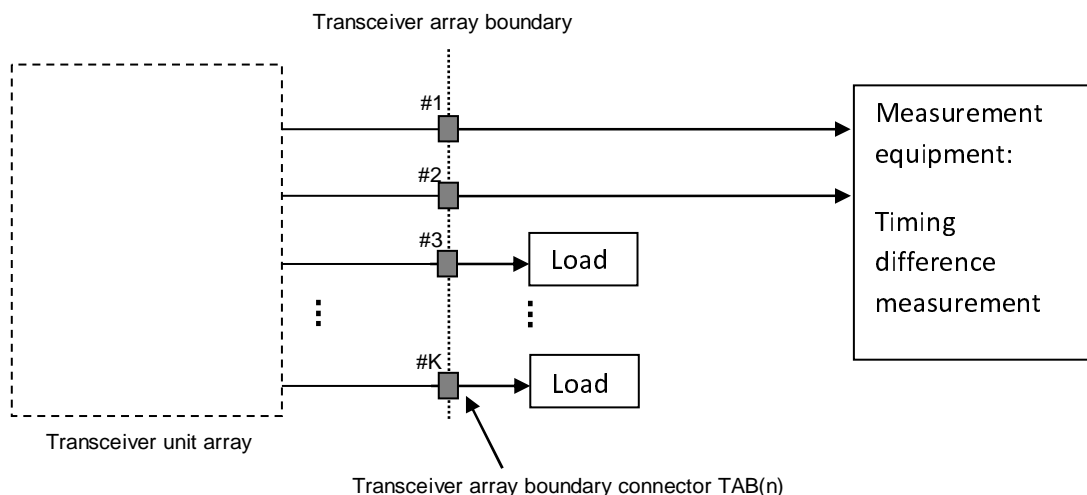 Transceiver array boundary
#1
#2
#3
#K
Measurement
equipment:
Timing
difference
measurement
Load
Load
Transceiver unit array
Transceiver array boundary connector TAB(n)